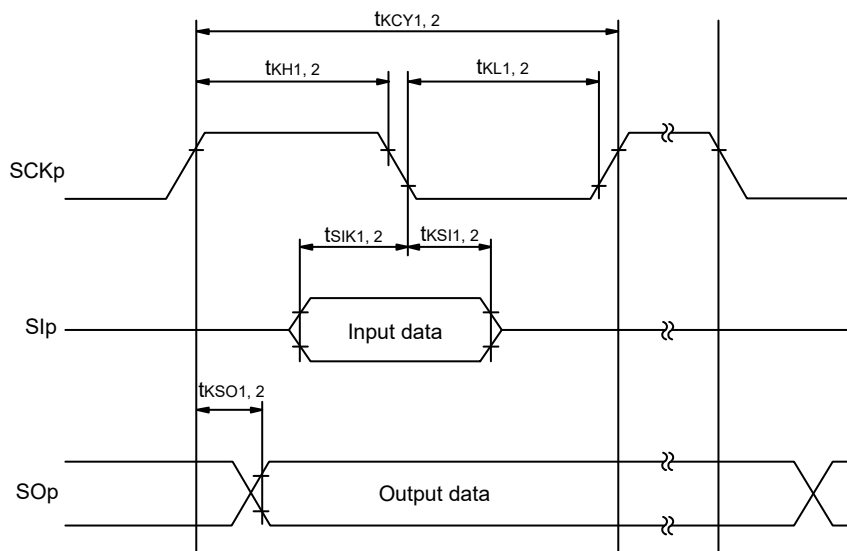 tKCY1, 2
tKH1, 2
tKL1, 2
SCKp
tSIK1, 2
tKSI1, 2
SIp
Input data
tKSO1, 2
SOp
Output data